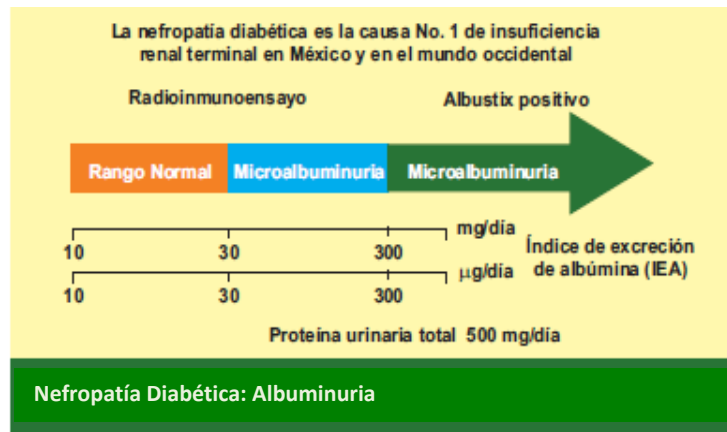 La nefropatía diabética es la causa No. 1 de insuficiencia
renal terminal en México y en el mundo occidental
Radioinmunoensayo Albustix positivo
Rango Normal Microalbuminuria Microalbuminuria
mg/día
10 30 300
Índice de excreción
de albúmina (IEA)
µg/día
10 30 300
Proteína urinaria total 500 mg/día
Nefropatía Diabética: Albuminuria